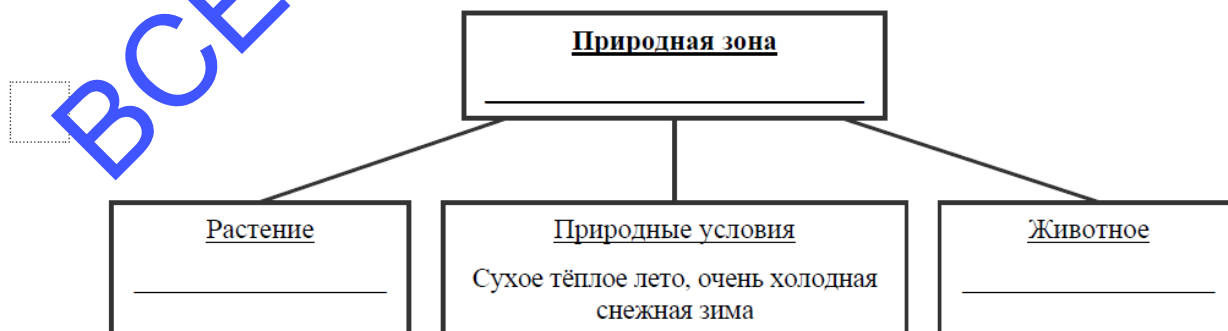 ВСЕ
Природная зона
Растение
Природные условия
Сухое тёплое лето, очень холодная
снежная зима
Животное